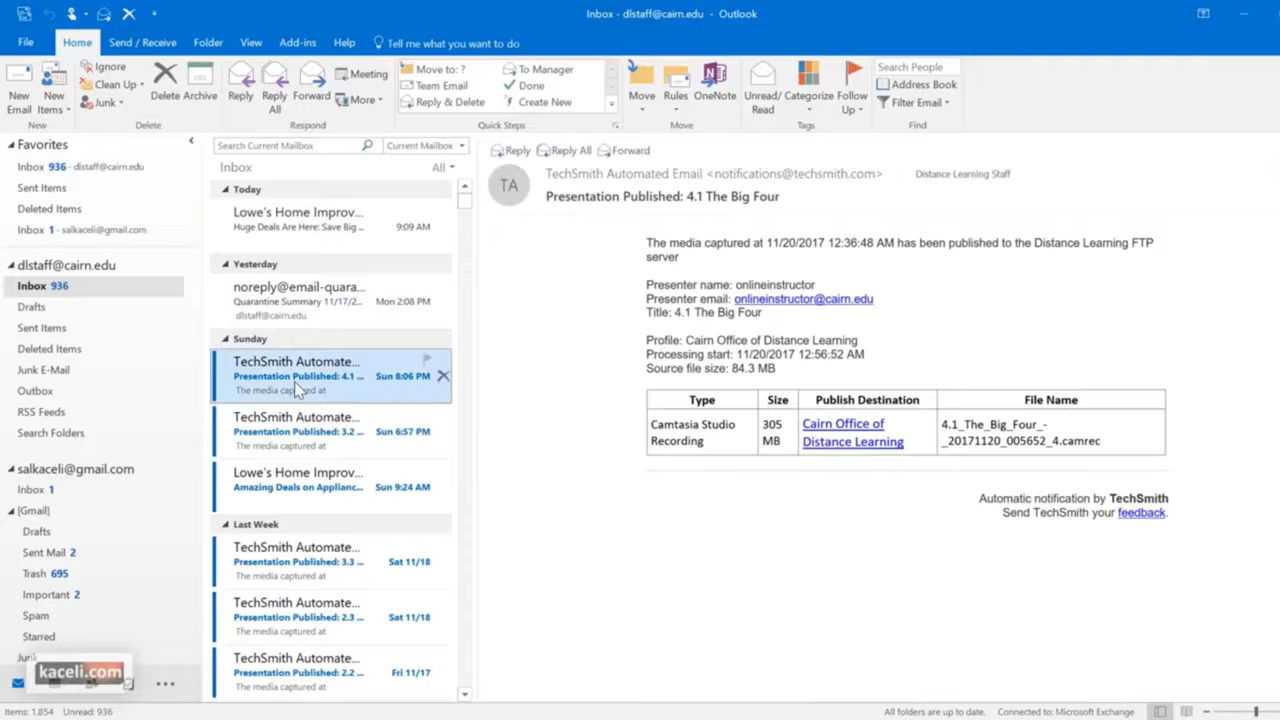 Inbox - dlstaff@cairn.edu - Outlook
File Home Send / Receive Folder View Add-ins Help Tell me what you want to do
New Email
New Items
New
Ignore
Clean Up
Junk
Delete
Archive
Delete
Reply
Reply All
Forward
Meeting
More
Respond
Move to: ?
Team Email
Reply & Delete
To Manager
Done
Create New
Quick Steps
Move
Rules
OneNote
Move
Unread/ Read
Categorize
Follow Up
Tags
Search People
Address Book
Filter Email
Find
Favorites
Inbox 936 - dlstaff@cairn.edu
Sent Items
Deleted Items
Inbox 1 - salkaceli@gmail.com
dlstaff@cairn.edu
Inbox 936
Drafts
Sent Items
Deleted Items
Junk E-Mail
Outbox
RSS Feeds
Search Folders
salkaceli@gmail.com
Inbox 1
[Gmail]
Drafts
Sent Mail 2
Trash 695
Important 2
Spam
Starred
kaceli.com
Search Current Mailbox Current Mailbox
Inbox All
Today
Lowe's Home Improv...
Huge Deals Are Here: Save Big ... 9:09 AM
Yesterday
noreply@email-quara...
Quarantine Summary 11/17/2... Mon 2:08 PM
dlstaff@cairn.edu
Sunday
TechSmith Automate...
Presentation Published: 4.1 ... Sun 8:06 PM
The media captured at
TechSmith Automate...
Presentation Published: 3.2 ... Sun 6:57 PM
The media captured at
Lowe's Home Improv...
Amazing Deals on Applianc... Sun 9:24 AM
Last Week
TechSmith Automate...
Presentation Published: 3.3 ... Sat 11/18
The media captured at
TechSmith Automate...
Presentation Published: 2.3 ... Sat 11/18
The media captured at
TechSmith Automate...
Presentation Published: 2.2 ... Fri 11/17
The media captured at
Reply Reply All Forward
TA
TechSmith Automated Email <notifications@techsmith.com> Distance Learning Staff
Presentation Published: 4.1 The Big Four
The media captured at 11/20/2017 12:36:48 AM has been published to the Distance Learning FTP
server
Presenter name: onlineinstructor
Presenter email: onlineinstructor@cairn.edu
Title: 4.1 The Big Four
Profile: Cairn Office of Distance Learning
Processing start: 11/20/2017 12:56:52 AM
Source file size: 84.3 MB
Type Size Publish Destination File Name
Camtasia Studio Recording
305 MB
Cairn Office of Distance Learning
4.1_The_Big_Four_-
_20171120_005652_4.camrec
Automatic notification by TechSmith
Send TechSmith your feedback.
Items: 1,854 Unread: 936 All folders are up to date. Connected to: Microsoft Exchange